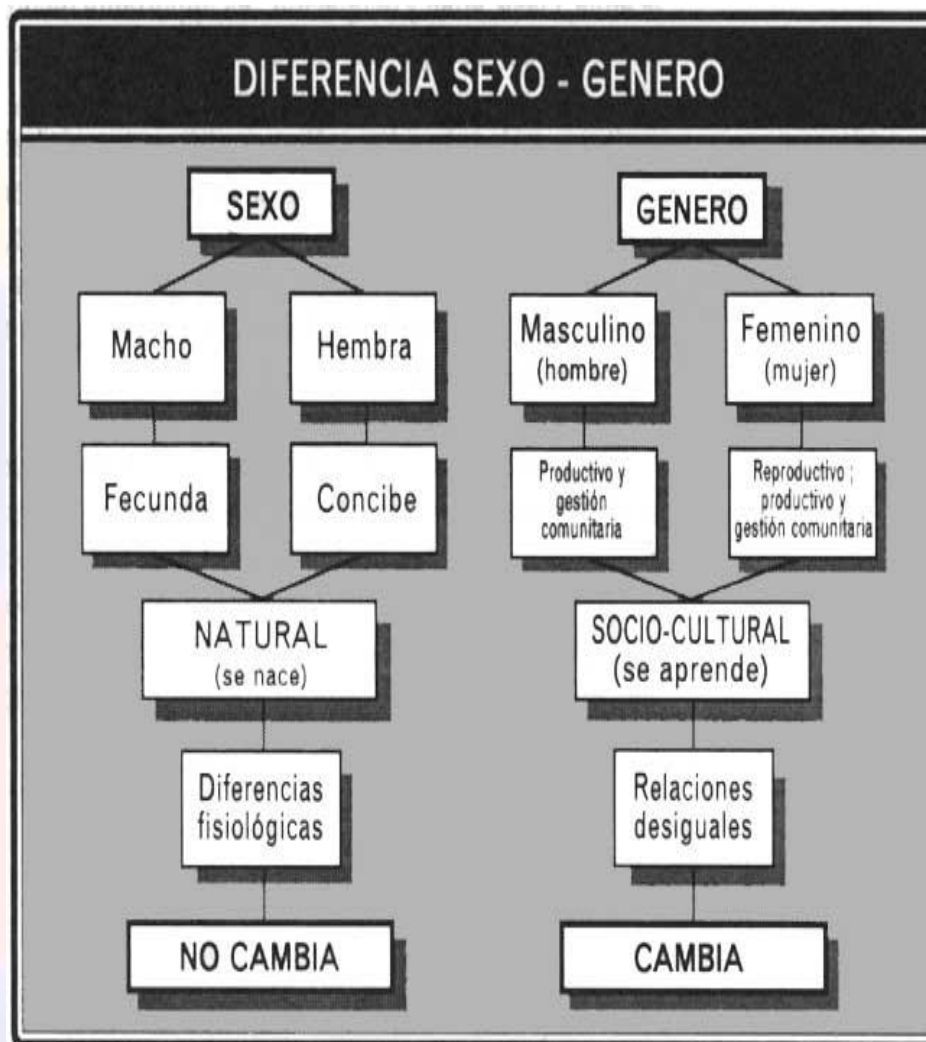 DIFERENCIA SEXO - GENERO
SEXO
Macho
Hembra
Fecunda
Concibe
NATURAL
(se nace)
Diferencias
fisiológicas
NO CAMBIA
GENERO
Masculino
(hombre)
Femenino
(mujer)
Productivo y
gestión
comunitaria
Reproductivo ;
productivo y
gestión comunitaria
SOCIO-CULTURAL
(se aprende)
Relaciones
desiguales
CAMBIA